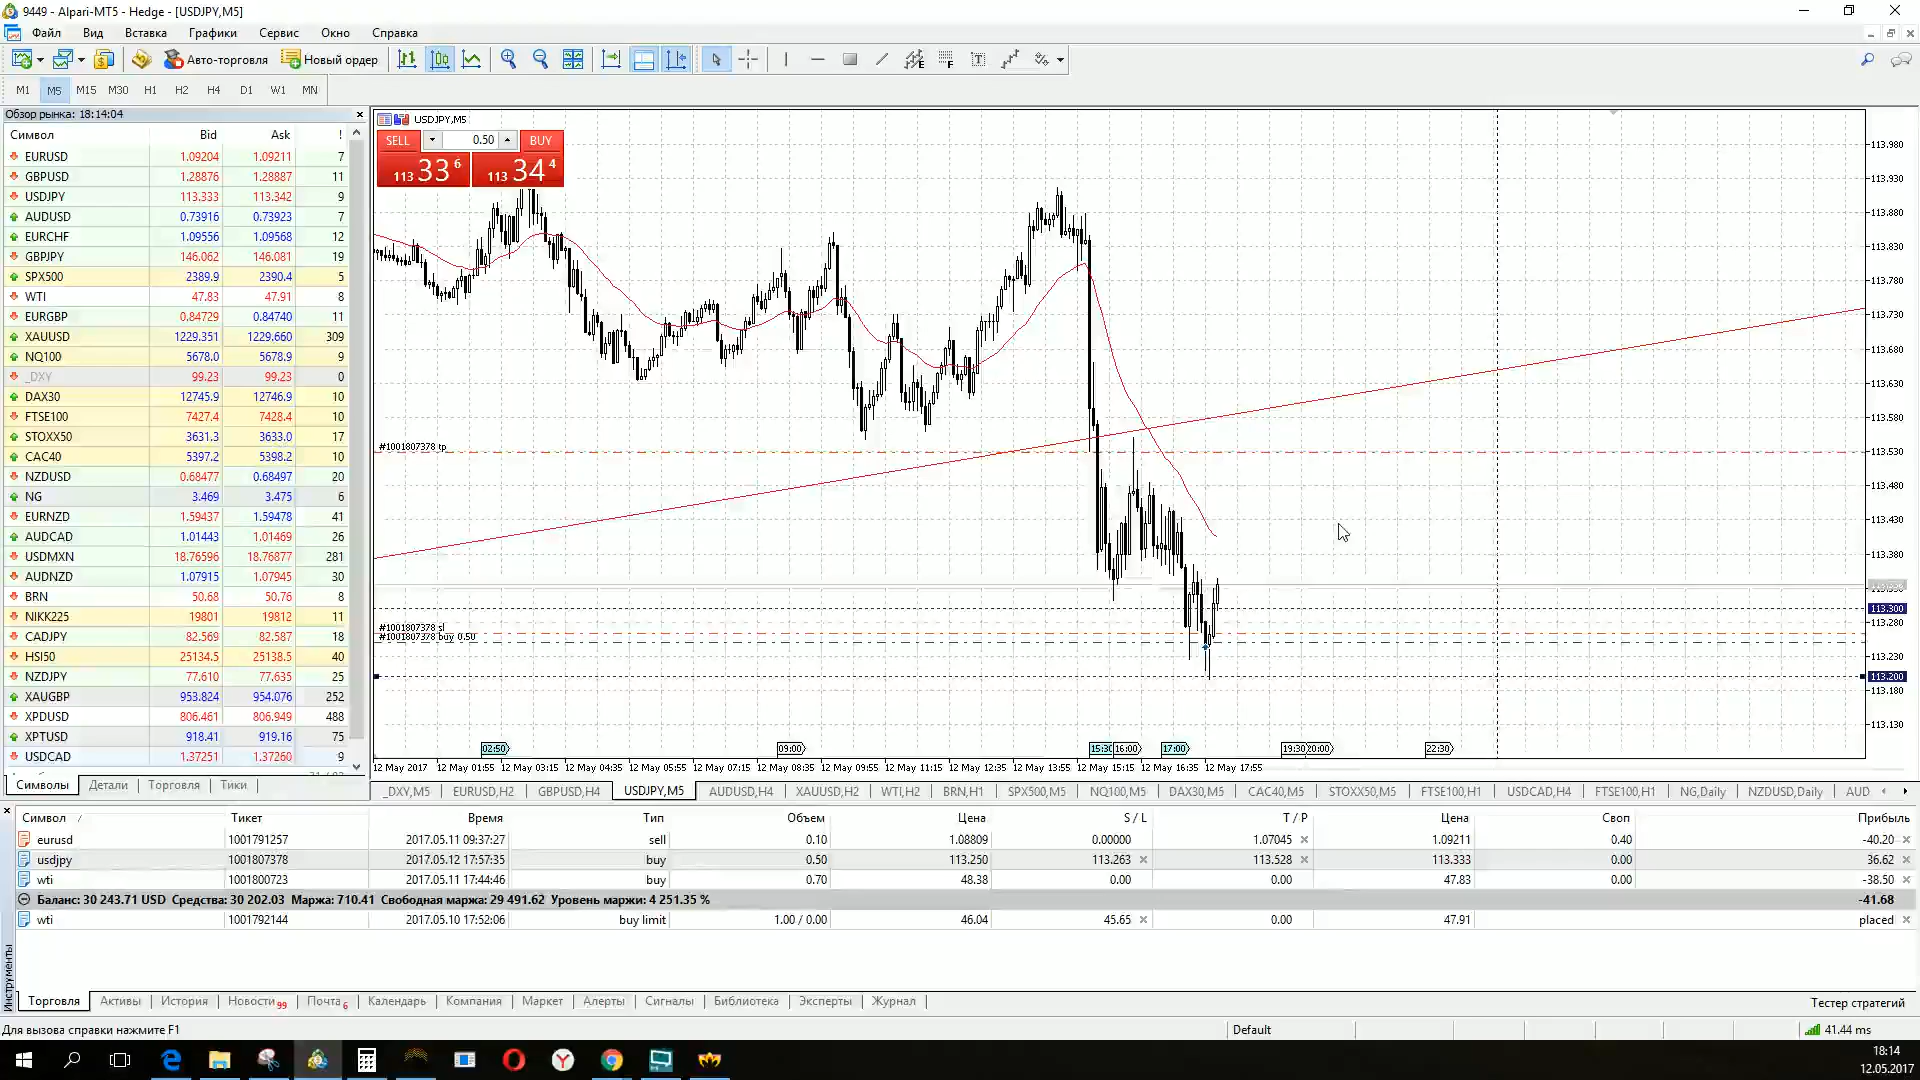 9449 - Alpari-MT5 - Hedge - [USDJPY,M5]
Файл Вид Вставка Графики Сервис Окно Справка
Авто-торговля Новый ордер
M1 M5 M15 M30 H1 H2 H4 D1 W1 MN
Обзор рынка: 18:14:04
Символ Bid Ask !
EURUSD 1.09204 1.09211 7
GBPUSD 1.28876 1.28887 11
USDJPY 113.333 113.342 9
AUDUSD 0.73916 0.73923 7
EURCHF 1.09556 1.09568 12
GBPJPY 146.062 146.081 19
SPX500 2389.9 2390.4 5
WTI 47.83 47.91 8
EURGBP 0.84729 0.84740 11
XAUUSD 1229.351 1229.660 309
NQ100 5678.0 5678.9 9
_DXY 99.23 99.23 0
DAX30 12745.9 12746.9 10
FTSE100 7427.4 7428.4 10
STOXX50 3631.3 3633.0 17
CAC40 5397.2 5398.2 10
NZDUSD 0.68477 0.68497 20
NG 3.469 3.475 6
EURNZD 1.59437 1.59478 41
AUDCAD 1.01443 1.01469 26
USDMXN 18.76596 18.76877 281
AUDNZD 1.07915 1.07945 30
BRN 50.68 50.76 8
NIKK225 19801 19812 11
CADJPY 82.569 82.587 18
HSI50 25134.5 25138.5 40
NZDJPY 77.610 77.635 25
XAUGBP 953.824 954.076 252
XPDUSD 806.461 806.949 488
XPTUSD 918.41 919.16 75
USDCAD 1.37251 1.37260 9
Символы Детали Торговля Тики
USDJPY,M5
SELL 0.50 BUY
113 33 6 113 34 4
#1001807378 tp
#1001807378 sl
#1001807378 buy 0.50
113.980
113.930
113.880
113.830
113.780
113.730
113.680
113.630
113.580
113.530
113.480
113.430
113.380
113.300
113.280
113.230
113.200
113.180
113.130
02:50 09:00 15:30 16:00 17:00 19:30 20:00 22:30
12 May 2017 12 May 01:55 12 May 03:15 12 May 04:35 12 May 05:55 12 May 07:15 12 May 08:35 12 May 09:55 12 May 11:15 12 May 12:35 12 May 13:55 12 May 15:15 12 May 16:35 12 May 17:55
_DXY,M5 EURUSD,H2 GBPUSD,H4 USDJPY,M5 AUDUSD,H4 XAUUSD,H2 WTI,H2 BRN,H1 SPX500,M5 NQ100,M5 DAX30,M5 CAC40,M5 STOXX50,M5 FTSE100,H1 USDCAD,H4 FTSE100,H1 NG,Daily NZDUSD,Daily AUD
Символ / Тикет Время Тип Объем Цена S / L T / P Цена Своп Прибыль
eurusd 1001791257 2017.05.11 09:37:27 sell 0.10 1.08809 0.00000 1.07045 1.09211 0.40 -40.20
usdjpy 1001807378 2017.05.12 17:57:35 buy 0.50 113.250 113.263 113.528 113.333 0.00 36.62
wti 1001800723 2017.05.11 17:44:46 buy 0.70 48.38 0.00 0.00 47.83 0.00 -38.50
Баланс: 30 243.71 USD Средства: 30 202.03 Маржа: 710.41 Свободная маржа: 29 491.62 Уровень маржи: 4 251.35 % -41.68
wti 1001792144 2017.05.10 17:52:06 buy limit 1.00 / 0.00 46.04 45.65 0.00 47.91 placed
Инструменты
Торговля Активы История Новости 99 Почта 6 Календарь Компания Маркет Алерты Сигналы Библиотека Эксперты Журнал Тестер стратегий
Для вызова справки нажмите F1 Default 41.44 ms
18:14
12.05.2017